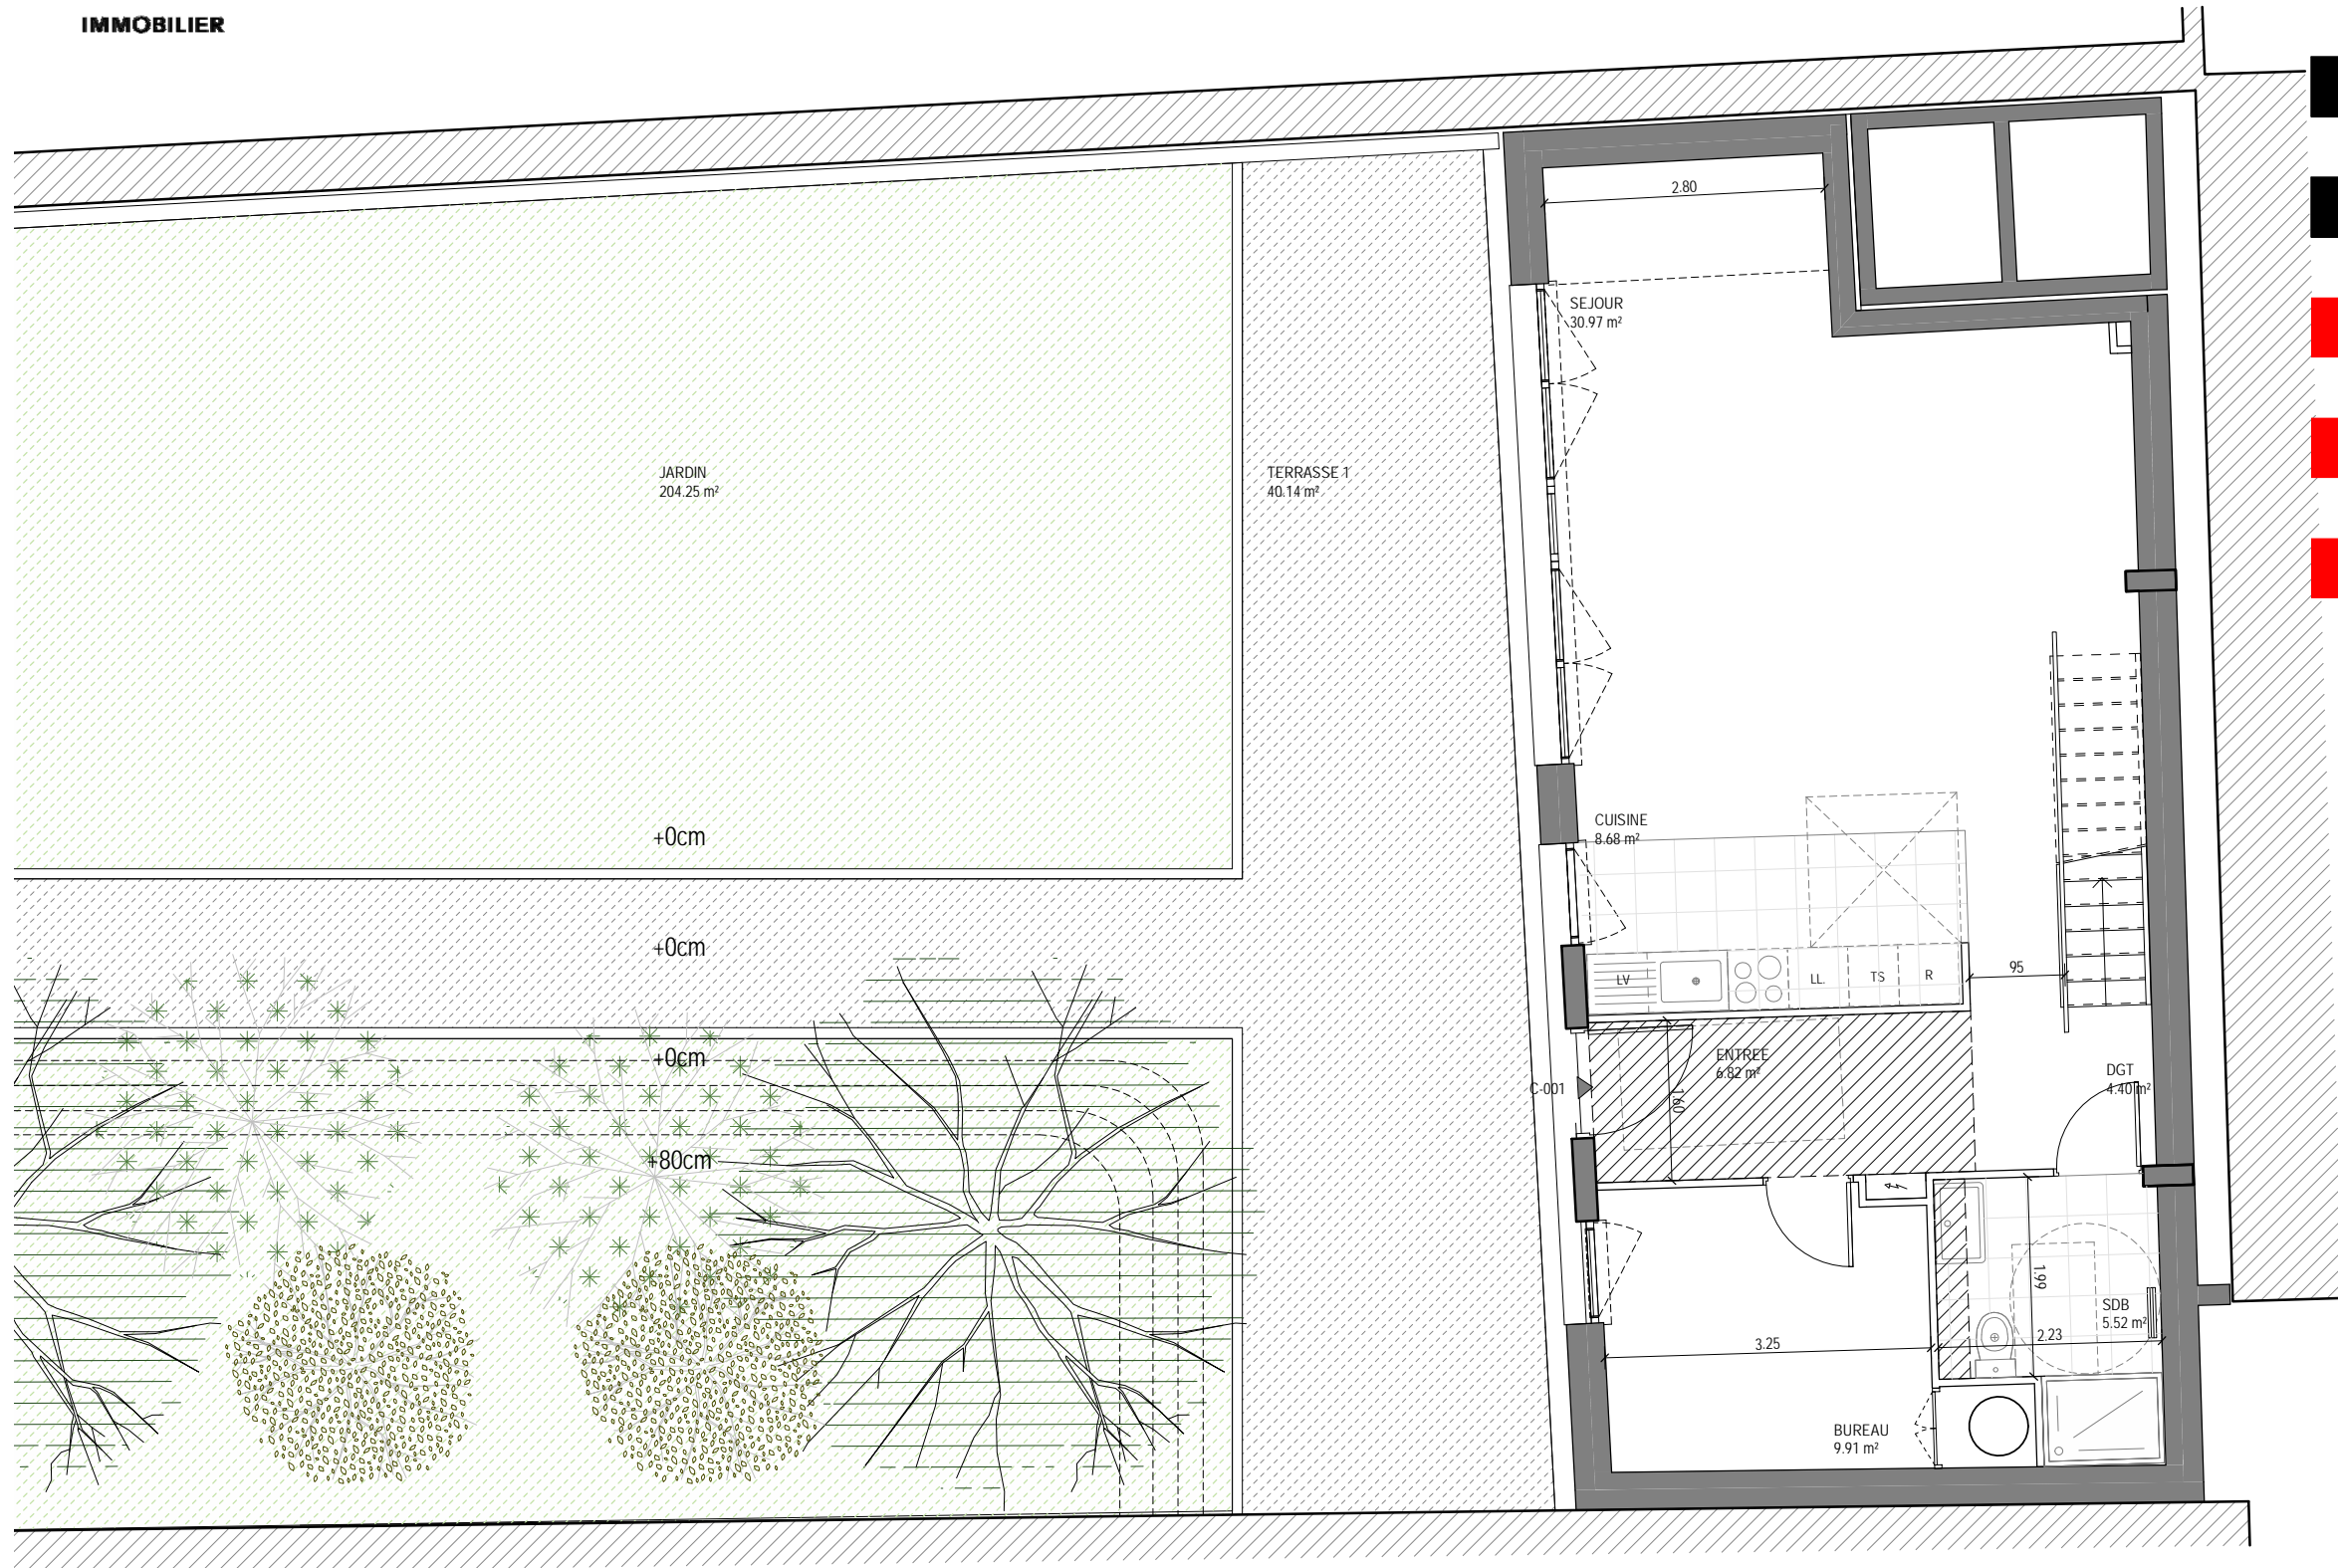 IMMOBILIER
2.80
SEJOUR
30.97 m²
JARDIN
204.25 m²
TERRASSE 1
40.14 m²
+0cm
CUISINE
8.68 m²
+0cm
LV
LL.
TS
R
95
+0cm
ENTREE
6.82 m²
C-001
1.60
DGT
4.40 m²
+80cm
1.99
SDB
5.52 m²
3.25
2.23
BUREAU
9.91 m²